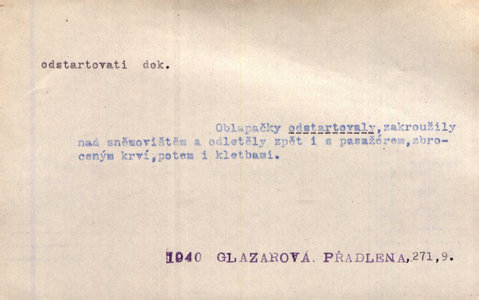 odstartovati dok.
Oblapačky odstartovaly,zakroužily
nad sněmovištěm a odletěly zpět i s pasažérem,zbro-
ceným krví,potem i kletbami.
1940 GLAZAROVÁ. PŘADLENA,271,9.